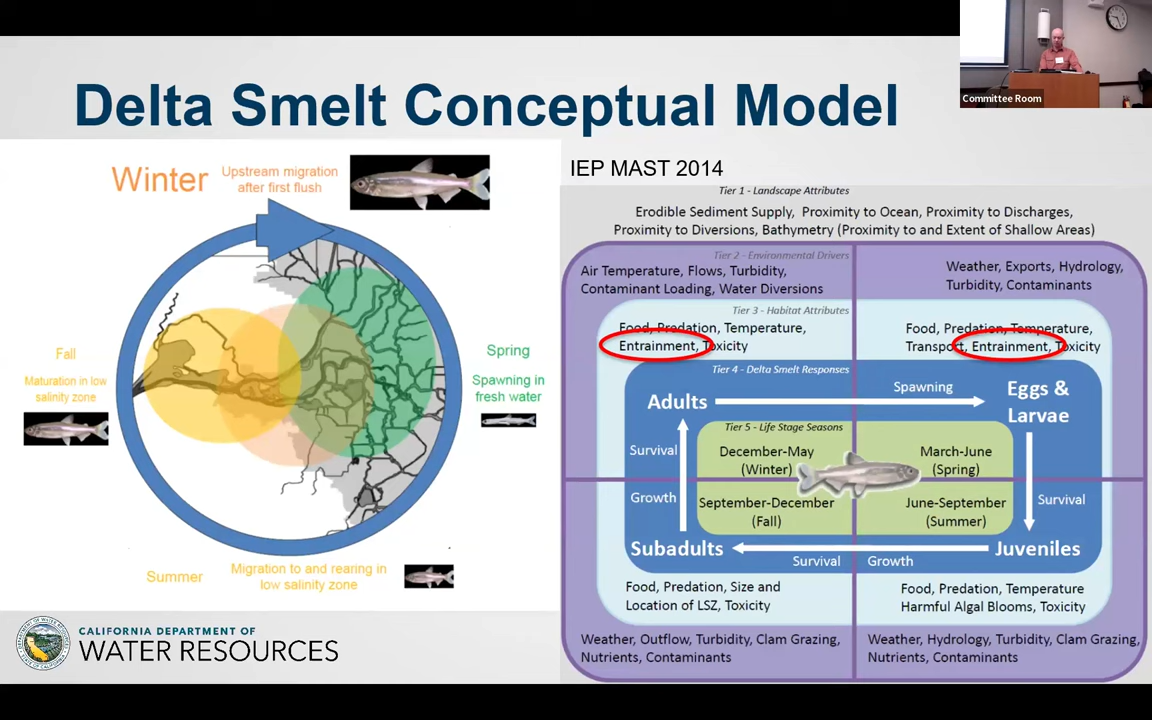 Delta Smelt Conceptual Model
Committee Room
Winter
Upstream migration
after first flush
Fall
Maturation in low
salinity zone
Spring
Spawning in
fresh water
Summer
Migration to and rearing in
low salinity zone
CALIFORNIA DEPARTMENT OF
WATER RESOURCES
IEP MAST 2014
Tier 1 - Landscape Attributes
Erodible Sediment Supply, Proximity to Ocean, Proximity to Discharges,
Proximity to Diversions, Bathymetry (Proximity to and Extent of Shallow Areas)
Tier 2 - Environmental Drivers
Air Temperature, Flows, Turbidity,
Contaminant Loading, Water Diversions
Weather, Exports, Hydrology,
Turbidity, Contaminants
Tier 3 - Habitat Attributes
Food, Predation, Temperature,
Entrainment, Toxicity
Food, Predation, Temperature,
Transport, Entrainment, Toxicity
Tier 4 - Delta Smelt Responses
Adults
Spawning
Eggs &
Larvae
Tier 5 - Life Stage Seasons
Survival
December-May
(Winter)
March-June
(Spring)
Growth
September-December
(Fall)
June-September
(Summer)
Survival
Subadults
Survival
Growth
Juveniles
Food, Predation, Size and
Location of LSZ, Toxicity
Food, Predation, Temperature
Harmful Algal Blooms, Toxicity
Weather, Outflow, Turbidity, Clam Grazing,
Nutrients, Contaminants
Weather, Hydrology, Turbidity, Clam Grazing,
Nutrients, Contaminants